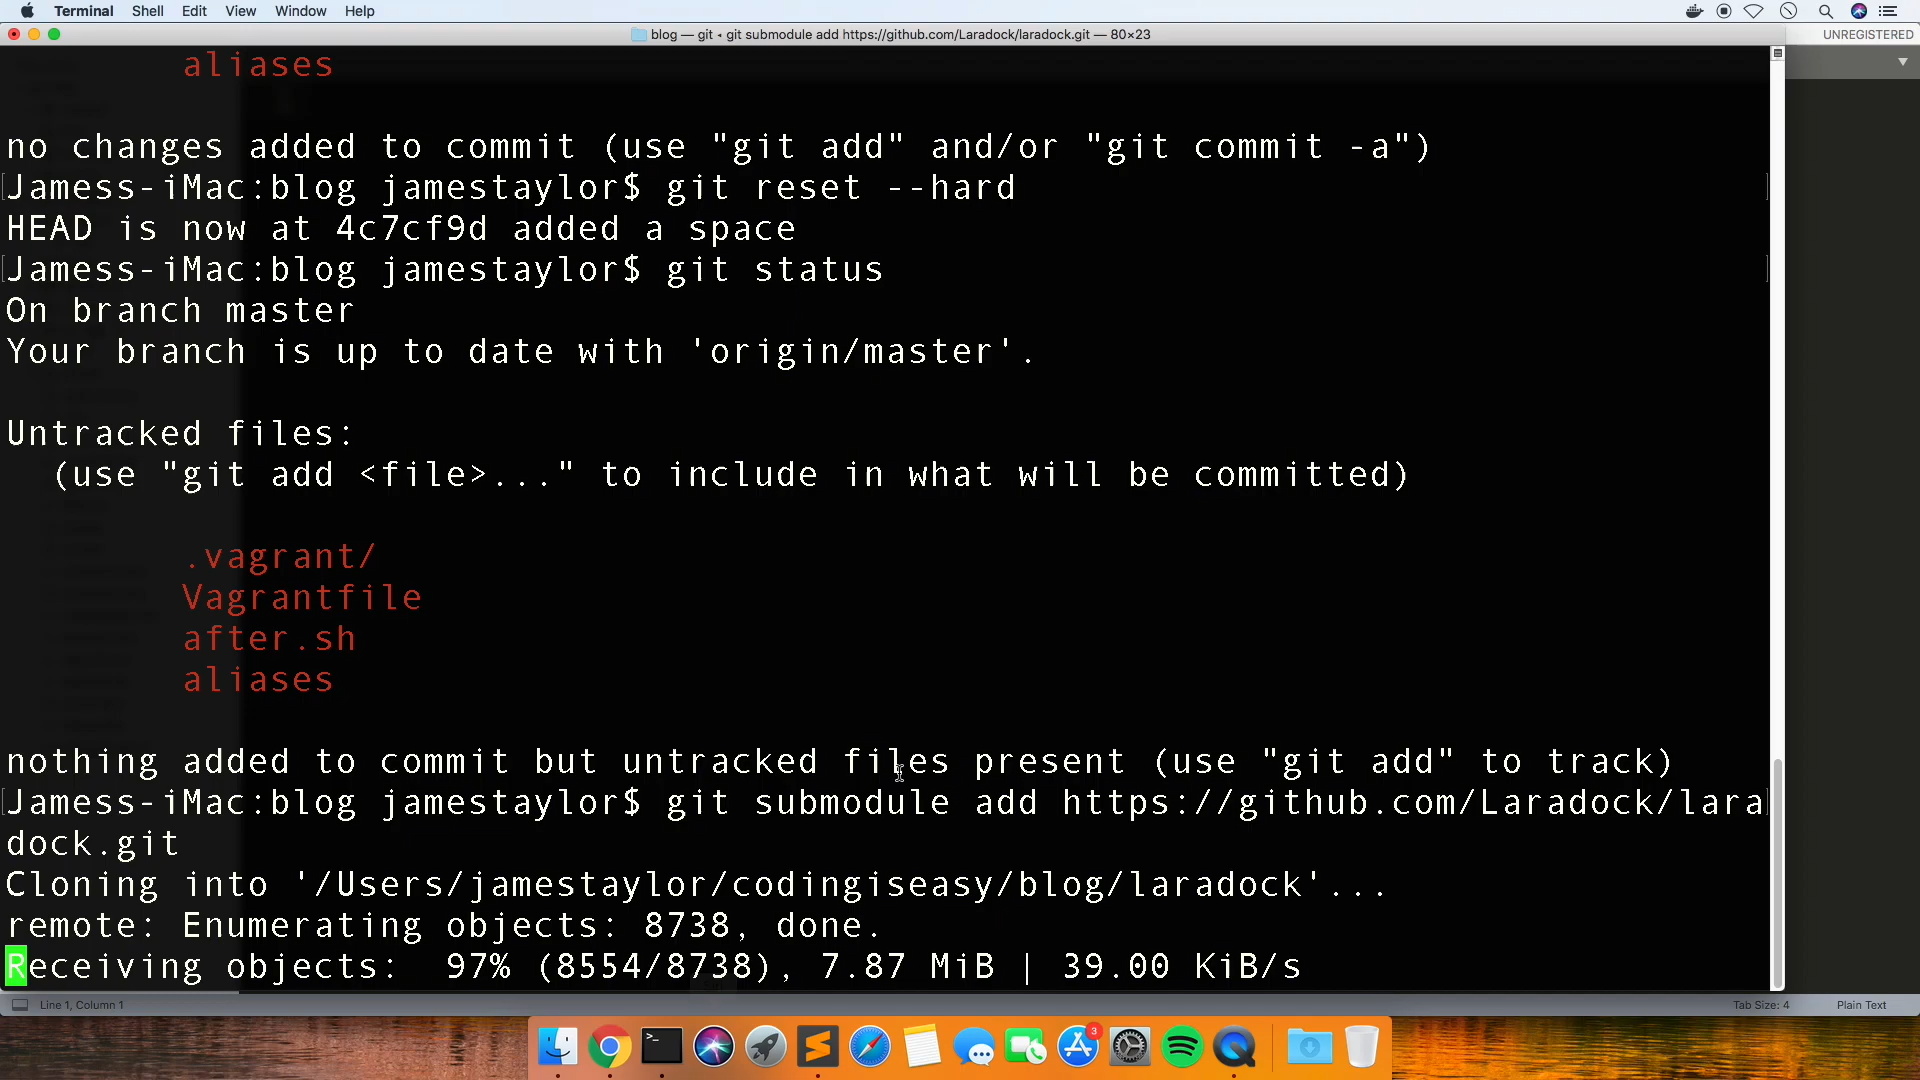 Terminal Shell Edit View Window Help
blog — git ◂ git submodule add https://github.com/Laradock/laradock.git — 80×23
UNREGISTERED
aliases
no changes added to commit (use "git add" and/or "git commit -a")
[Jamess-iMac:blog jamestaylor$ git reset --hard ]
HEAD is now at 4c7cf9d added a space
[Jamess-iMac:blog jamestaylor$ git status ]
On branch master
Your branch is up to date with 'origin/master'.
Untracked files:
(use "git add <file>..." to include in what will be committed)
.vagrant/
Vagrantfile
after.sh
aliases
nothing added to commit but untracked files present (use "git add" to track)
[Jamess-iMac:blog jamestaylor$ git submodule add https://github.com/Laradock/lara]
dock.git
Cloning into '/Users/jamestaylor/codingiseasy/blog/laradock'...
remote: Enumerating objects: 8738, done.
Receiving objects:  97% (8554/8738), 7.87 MiB | 39.00 KiB/s
Line 1, Column 1
Tab Size: 4
Plain Text
3